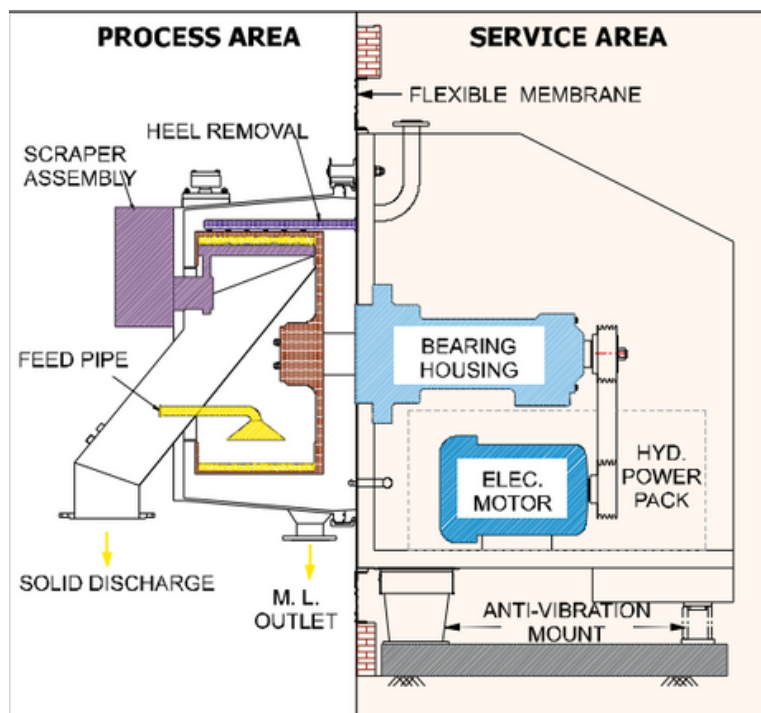 PROCESS AREA
SERVICE AREA
FLEXIBLE MEMBRANE
HEEL REMOVAL
SCRAPER
ASSEMBLY
BEARING
HOUSING
FEED PIPE
ELEC.
MOTOR
HYD.
POWER
PACK
SOLID DISCHARGE
M. L.
OUTLET
ANTI-VIBRATION
MOUNT